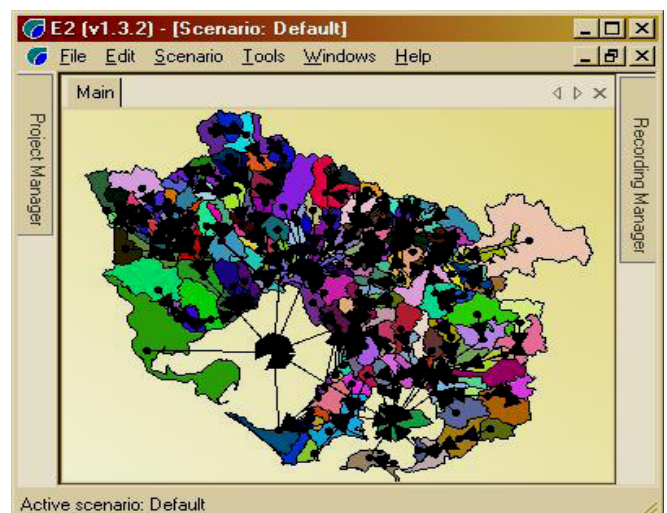 E2 (v1.3.2) - [Scenario: Default]
File Edit Scenario Tools Windows Help
Project Manager
Main
Recording Manager
Active scenario: Default